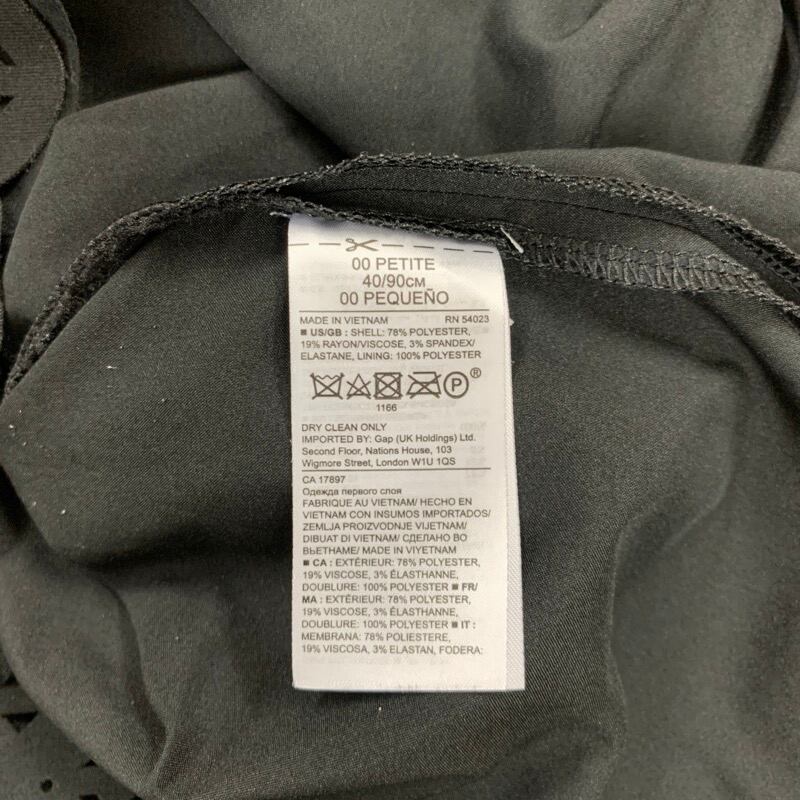 00 PETITE
40/90CM
00 PEQUEÑO
MADE IN VIETNAM RN 54023
■ US/GB : SHELL: 78% POLYESTER,
19% RAYON/VISCOSE, 3% SPANDEX/
ELASTANE, LINING: 100% POLYESTER
P ®
1166
DRY CLEAN ONLY
IMPORTED BY: Gap (UK Holdings) Ltd.
Second Floor, Nations House, 103
Wigmore Street, London W1U 1QS
CA 17897
Одежда первого слоя
FABRIQUE AU VIETNAM/ HECHO EN
VIETNAM CON INSUMOS IMPORTADOS/
ZEMLJA PROIZVODNJE VIJETNAM/
DIBUAT DI VIETNAM/ СДЕЛАНО ВО
ВЬЕТНАМЕ/ MADE IN VIYETNAM
■ CA : EXTÉRIEUR: 78% POLYESTER,
19% VISCOSE, 3% ÉLASTHANNE,
DOUBLURE: 100% POLYESTER ■ FR/
MA : EXTÉRIEUR: 78% POLYESTER,
19% VISCOSE, 3% ÉLASTHANNE,
DOUBLURE: 100% POLYESTER ■ IT :
MEMBRANA: 78% POLIESTERE,
19% VISCOSA, 3% ELASTAN, FODERA: